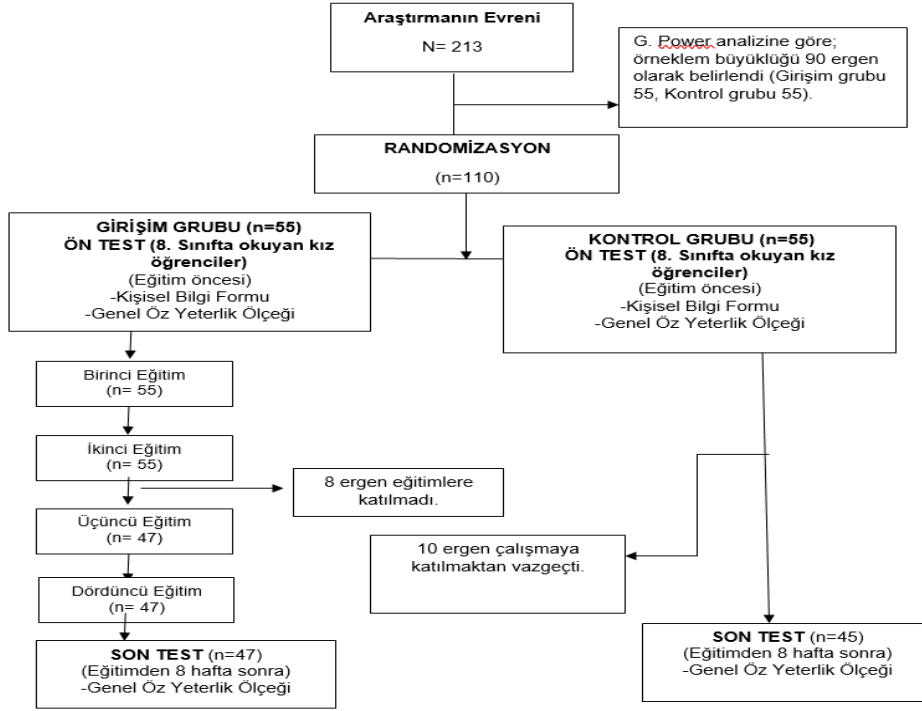 Araştırmanın Evreni
N= 213
G. Power analizine göre;
örneklem büyüklüğü 90 ergen
olarak belirlendi (Girişim grubu
55, Kontrol grubu 55).
RANDOMİZASYON
(n=110)
GİRİŞİM GRUBU (n=55)
ÖN TEST (8. Sınıfta okuyan kız
öğrenciler)
(Eğitim öncesi)
-Kişisel Bilgi Formu
-Genel Öz Yeterlik Ölçeği
KONTROL GRUBU (n=55)
ÖN TEST (8. Sınıfta okuyan kız
öğrenciler)
(Eğitim öncesi)
-Kişisel Bilgi Formu
-Genel Öz Yeterlik Ölçeği
Birinci Eğitim
(n= 55)
İkinci Eğitim
(n= 55)
8 ergen eğitimlere
katılmadı.
Üçüncü Eğitim
(n= 47)
10 ergen çalışmaya
katılmaktan vazgeçti.
Dördüncü Eğitim
(n= 47)
SON TEST (n=47)
(Eğitimden 8 hafta sonra)
-Genel Öz Yeterlik Ölçeği
SON TEST (n=45)
(Eğitimden 8 hafta sonra)
-Genel Öz Yeterlik Ölçeği